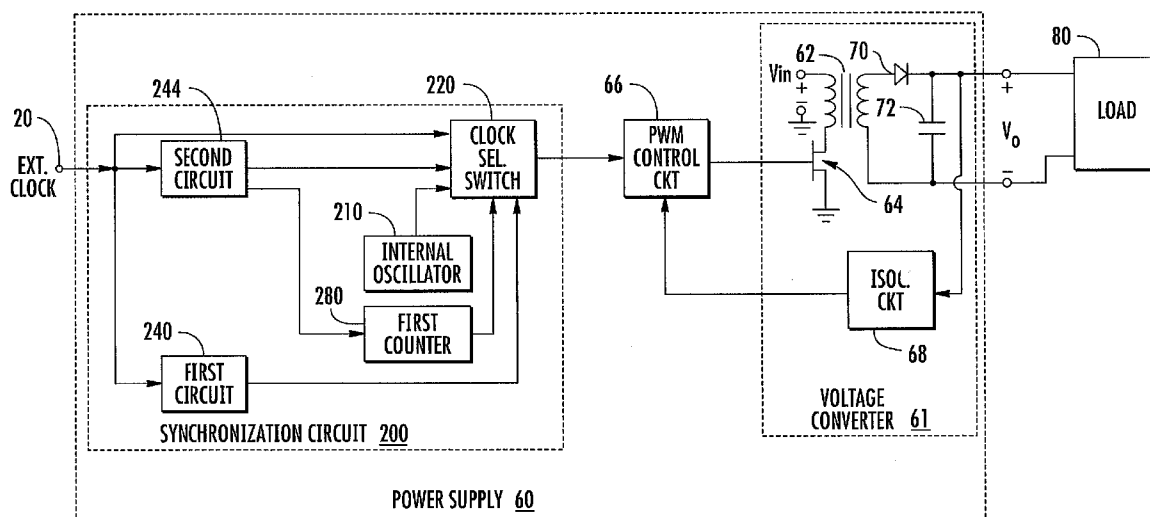 20
EXT.
CLOCK
244
SECOND
CIRCUIT
220
CLOCK
SEL.
SWITCH
210
INTERNAL
OSCILLATOR
280
FIRST
COUNTER
240
FIRST
CIRCUIT
SYNCHRONIZATION CIRCUIT 200
66
PWM
CONTROL
CKT
Vin
+
−
62
70
72
64
ISOC.
CKT
68
VOLTAGE
CONVERTER 61
+
Vo
−
80
LOAD
POWER SUPPLY 60